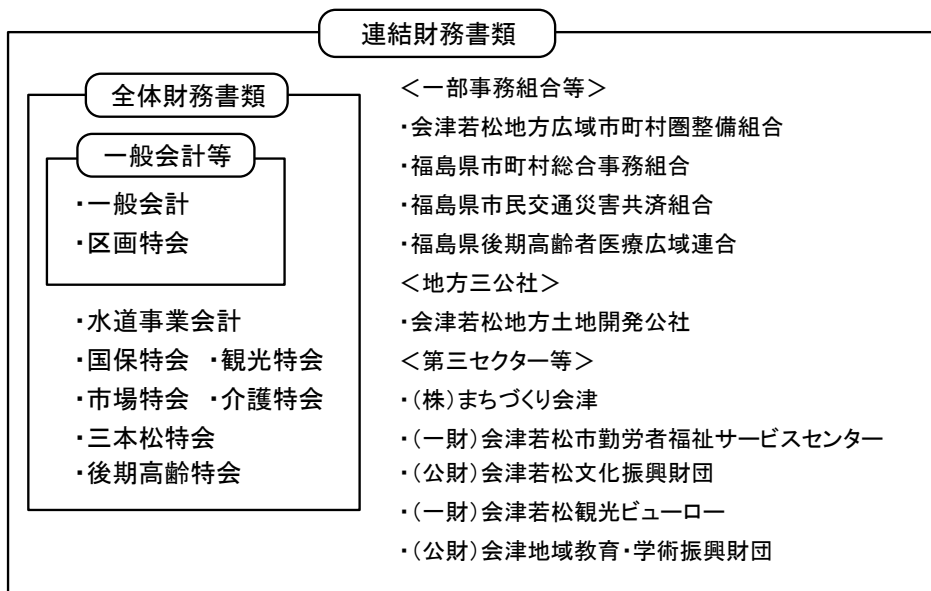 連結財務書類
全体財務書類
一般会計等
・一般会計
・区画特会
・水道事業会計
・国保特会 ・観光特会
・市場特会 ・介護特会
・三本松特会
・後期高齢特会
＜一部事務組合等＞
・会津若松地方広域市町村圏整備組合
・福島県市町村総合事務組合
・福島県市民交通災害共済組合
・福島県後期高齢者医療広域連合
＜地方三公社＞
・会津若松地方土地開発公社
＜第三セクター等＞
・（株）まちづくり会津
・（一財）会津若松市勤労者福祉サービスセンター
・（公財）会津若松文化振興財団
・（一財）会津若松観光ビューロー
・（公財）会津地域教育・学術振興財団